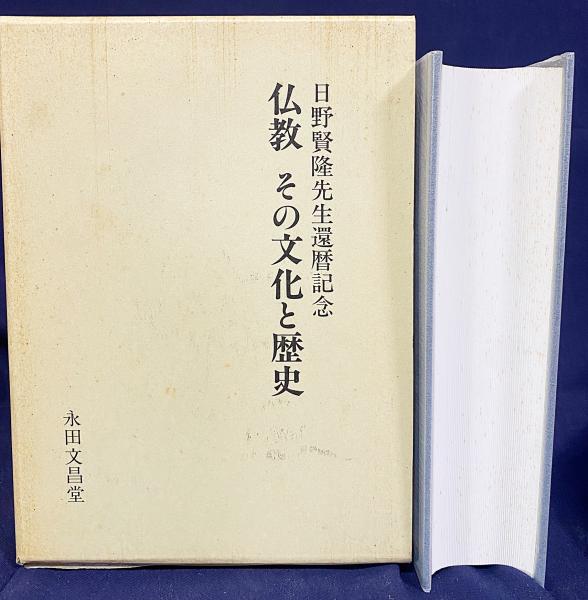 日野賢隆先生還暦記念
仏教 その文化と歴史
永田文昌堂